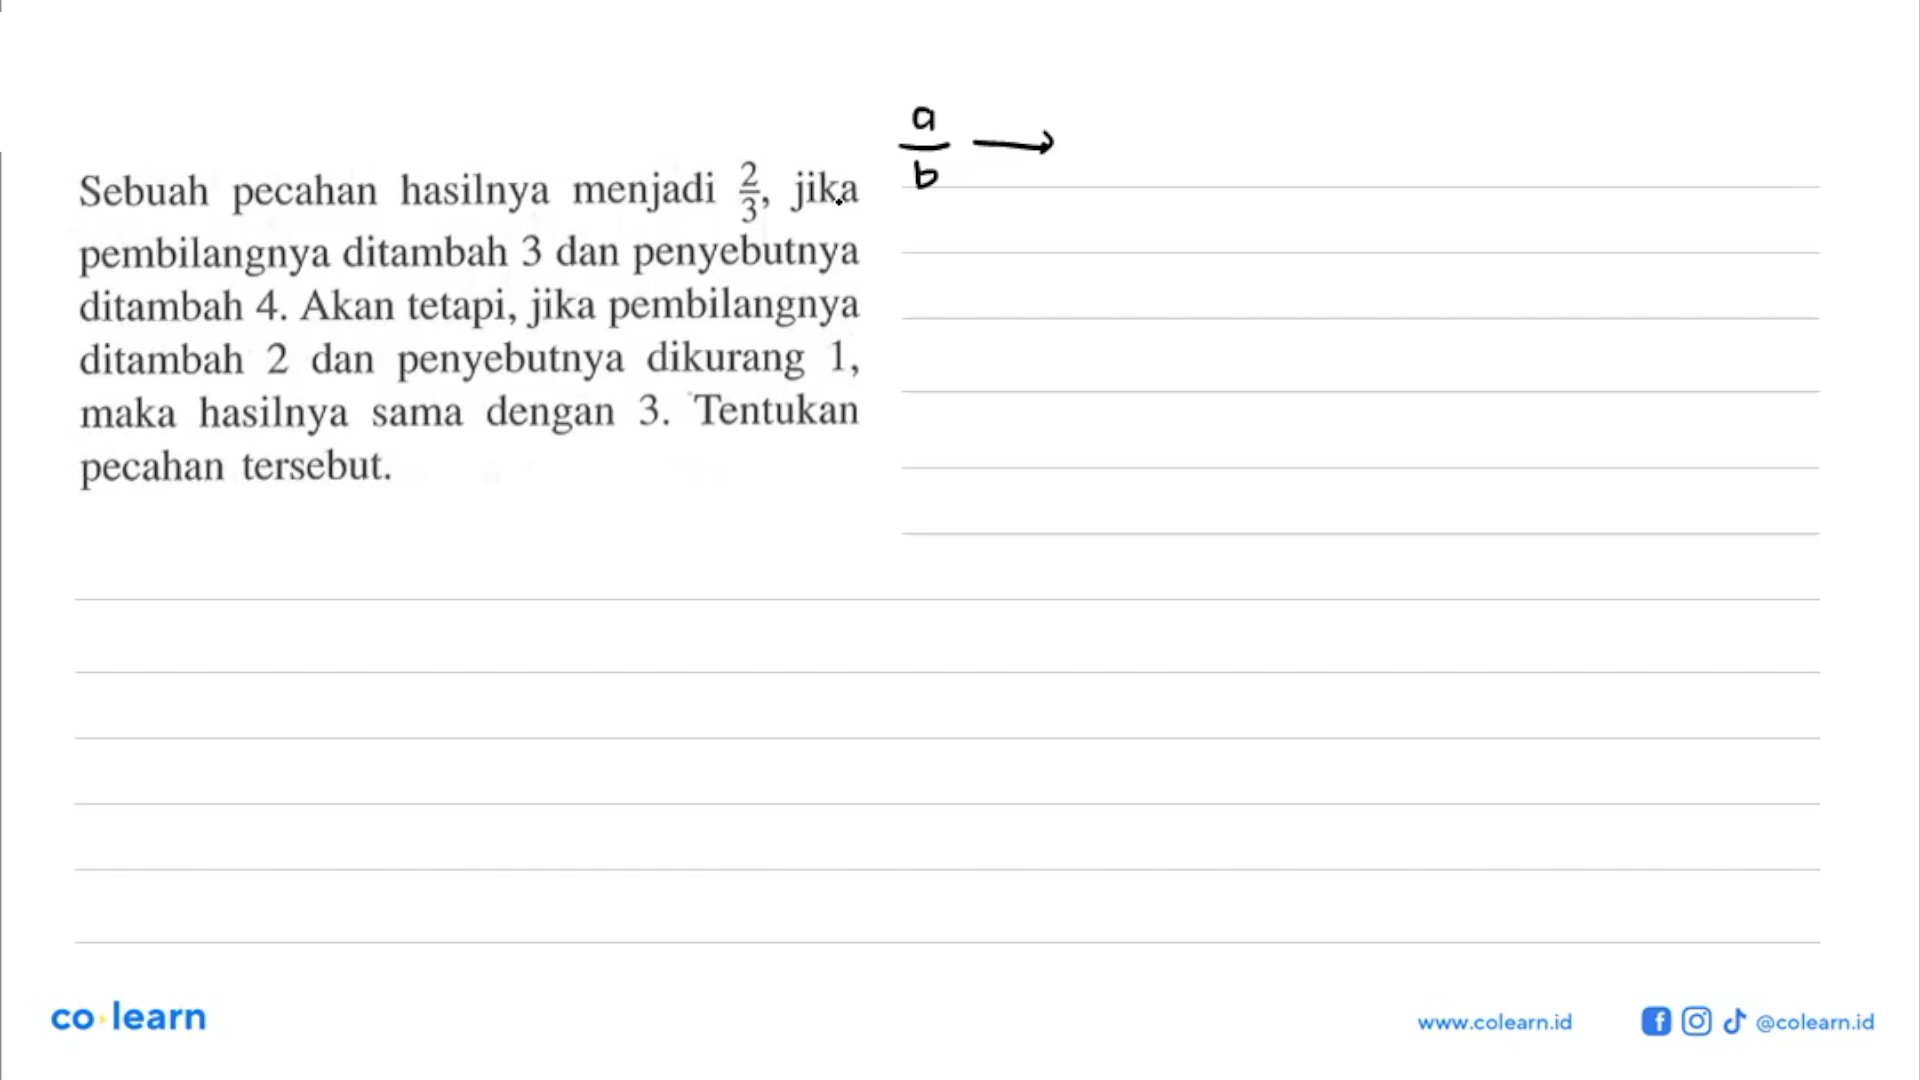 a
b
Sebuah pecahan hasilnya menjadi 2/3, jika
pembilangnya ditambah 3 dan penyebutnya
ditambah 4. Akan tetapi, jika pembilangnya
ditambah 2 dan penyebutnya dikurang 1,
maka hasilnya sama dengan 3. Tentukan
pecahan tersebut.
co learn
www.colearn.id
@colearn.id